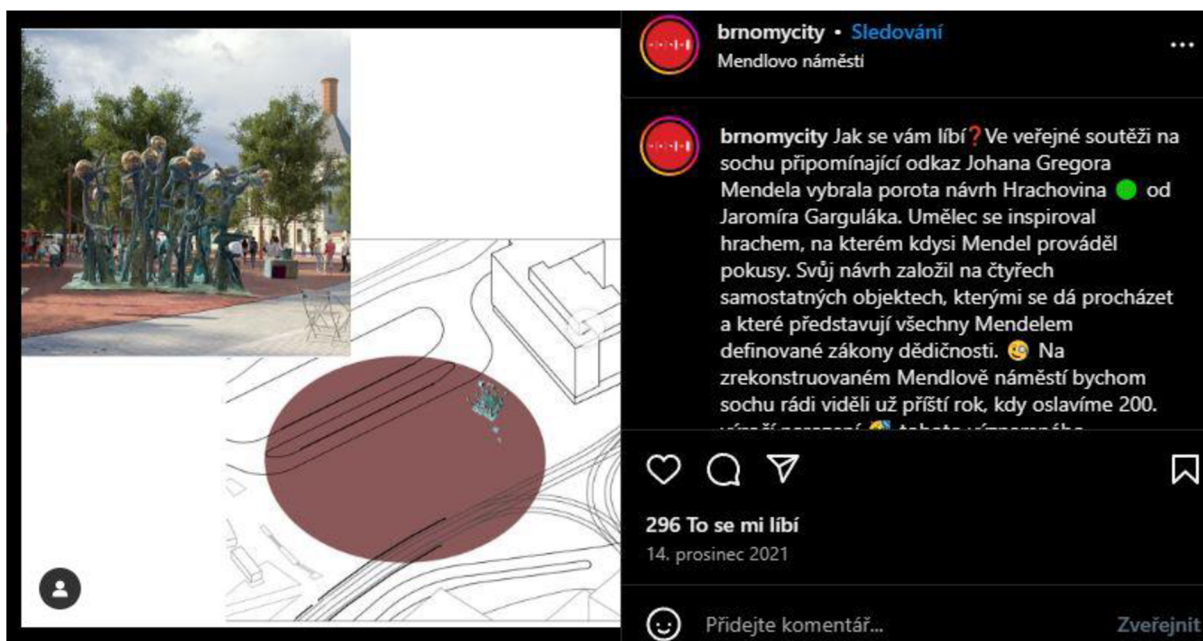 brnomycity • Sledování
Mendlovo náměstí
brnomycity Jak se vám líbí❓Ve veřejné soutěži na
sochu připomínající odkaz Johana Gregora
Mendela vybrala porota návrh Hrachovina 🟢 od
Jaromíra Garguláka. Umělec se inspiroval
hrachem, na kterém kdysi Mendel prováděl
pokusy. Svůj návrh založil na čtyřech
samostatných objektech, kterými se dá procházet
a které představují všechny Mendelem
definované zákony dědičnosti. 🧐 Na
zrekonstruovaném Mendlově náměstí bychom
sochu rádi viděli už příští rok, kdy oslavíme 200.
296 To se mi líbí
14. prosinec 2021
Přidejte komentář...
Zveřejnit